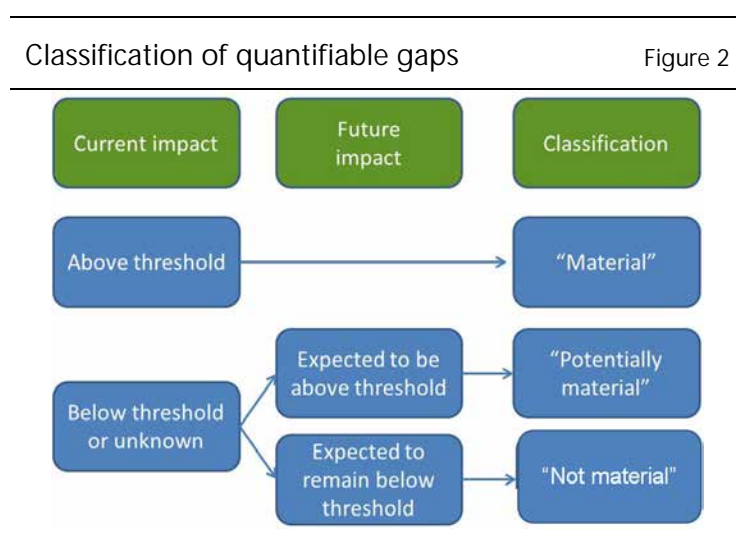 Classification of quantifiable gaps
Figure 2
Current impact
Future
impact
Classification
Above threshold
“Material”
Below threshold
or unknown
Expected to be
above threshold
“Potentially
material”
Expected to
remain below
threshold
“Not material”